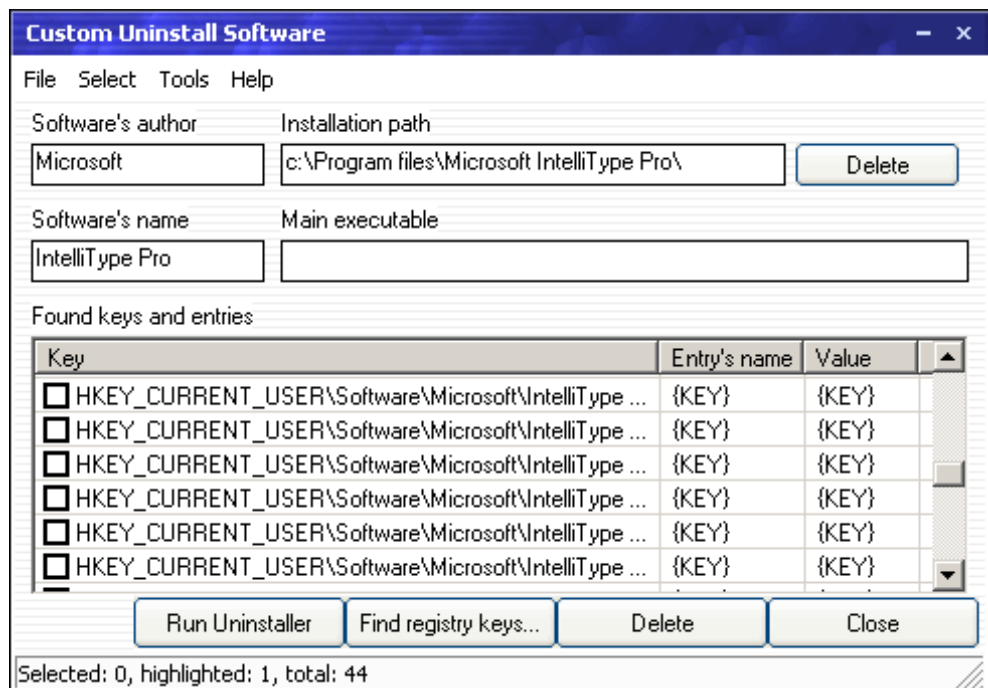 Custom Uninstall Software
File Select Tools Help
Software's author Installation path
Microsoft c:\Program files\Microsoft IntelliType Pro\ Delete
Software's name Main executable
IntelliType Pro
Found keys and entries
Key Entry's name Value
HKEY_CURRENT_USER\Software\Microsoft\IntelliType ... {KEY} {KEY}
HKEY_CURRENT_USER\Software\Microsoft\IntelliType ... {KEY} {KEY}
HKEY_CURRENT_USER\Software\Microsoft\IntelliType ... {KEY} {KEY}
HKEY_CURRENT_USER\Software\Microsoft\IntelliType ... {KEY} {KEY}
HKEY_CURRENT_USER\Software\Microsoft\IntelliType ... {KEY} {KEY}
HKEY_CURRENT_USER\Software\Microsoft\IntelliType ... {KEY} {KEY}
Run Uninstaller Find registry keys... Delete Close
Selected: 0, highlighted: 1, total: 44